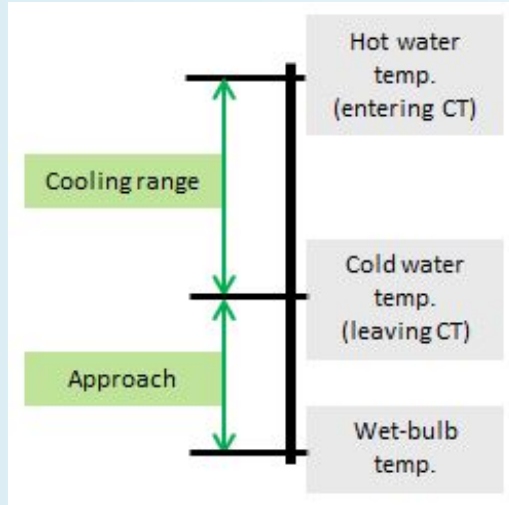 Hot water
temp.
(entering CT)
Cooling range
Cold water
temp.
(leaving CT)
Approach
Wet-bulb
temp.